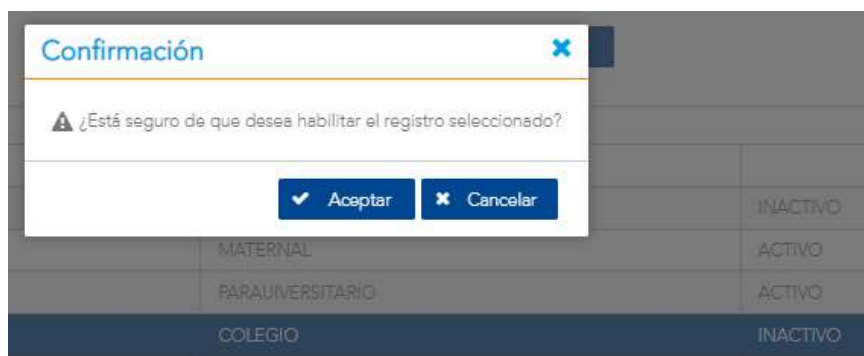 Confirmación
¿Está seguro de que desea habilitar el registro seleccionado?
Aceptar Cancelar
INACTIVO
MATERNAL ACTIVO
PARAUIVERSITARIO ACTIVO
COLEGIO INACTIVO